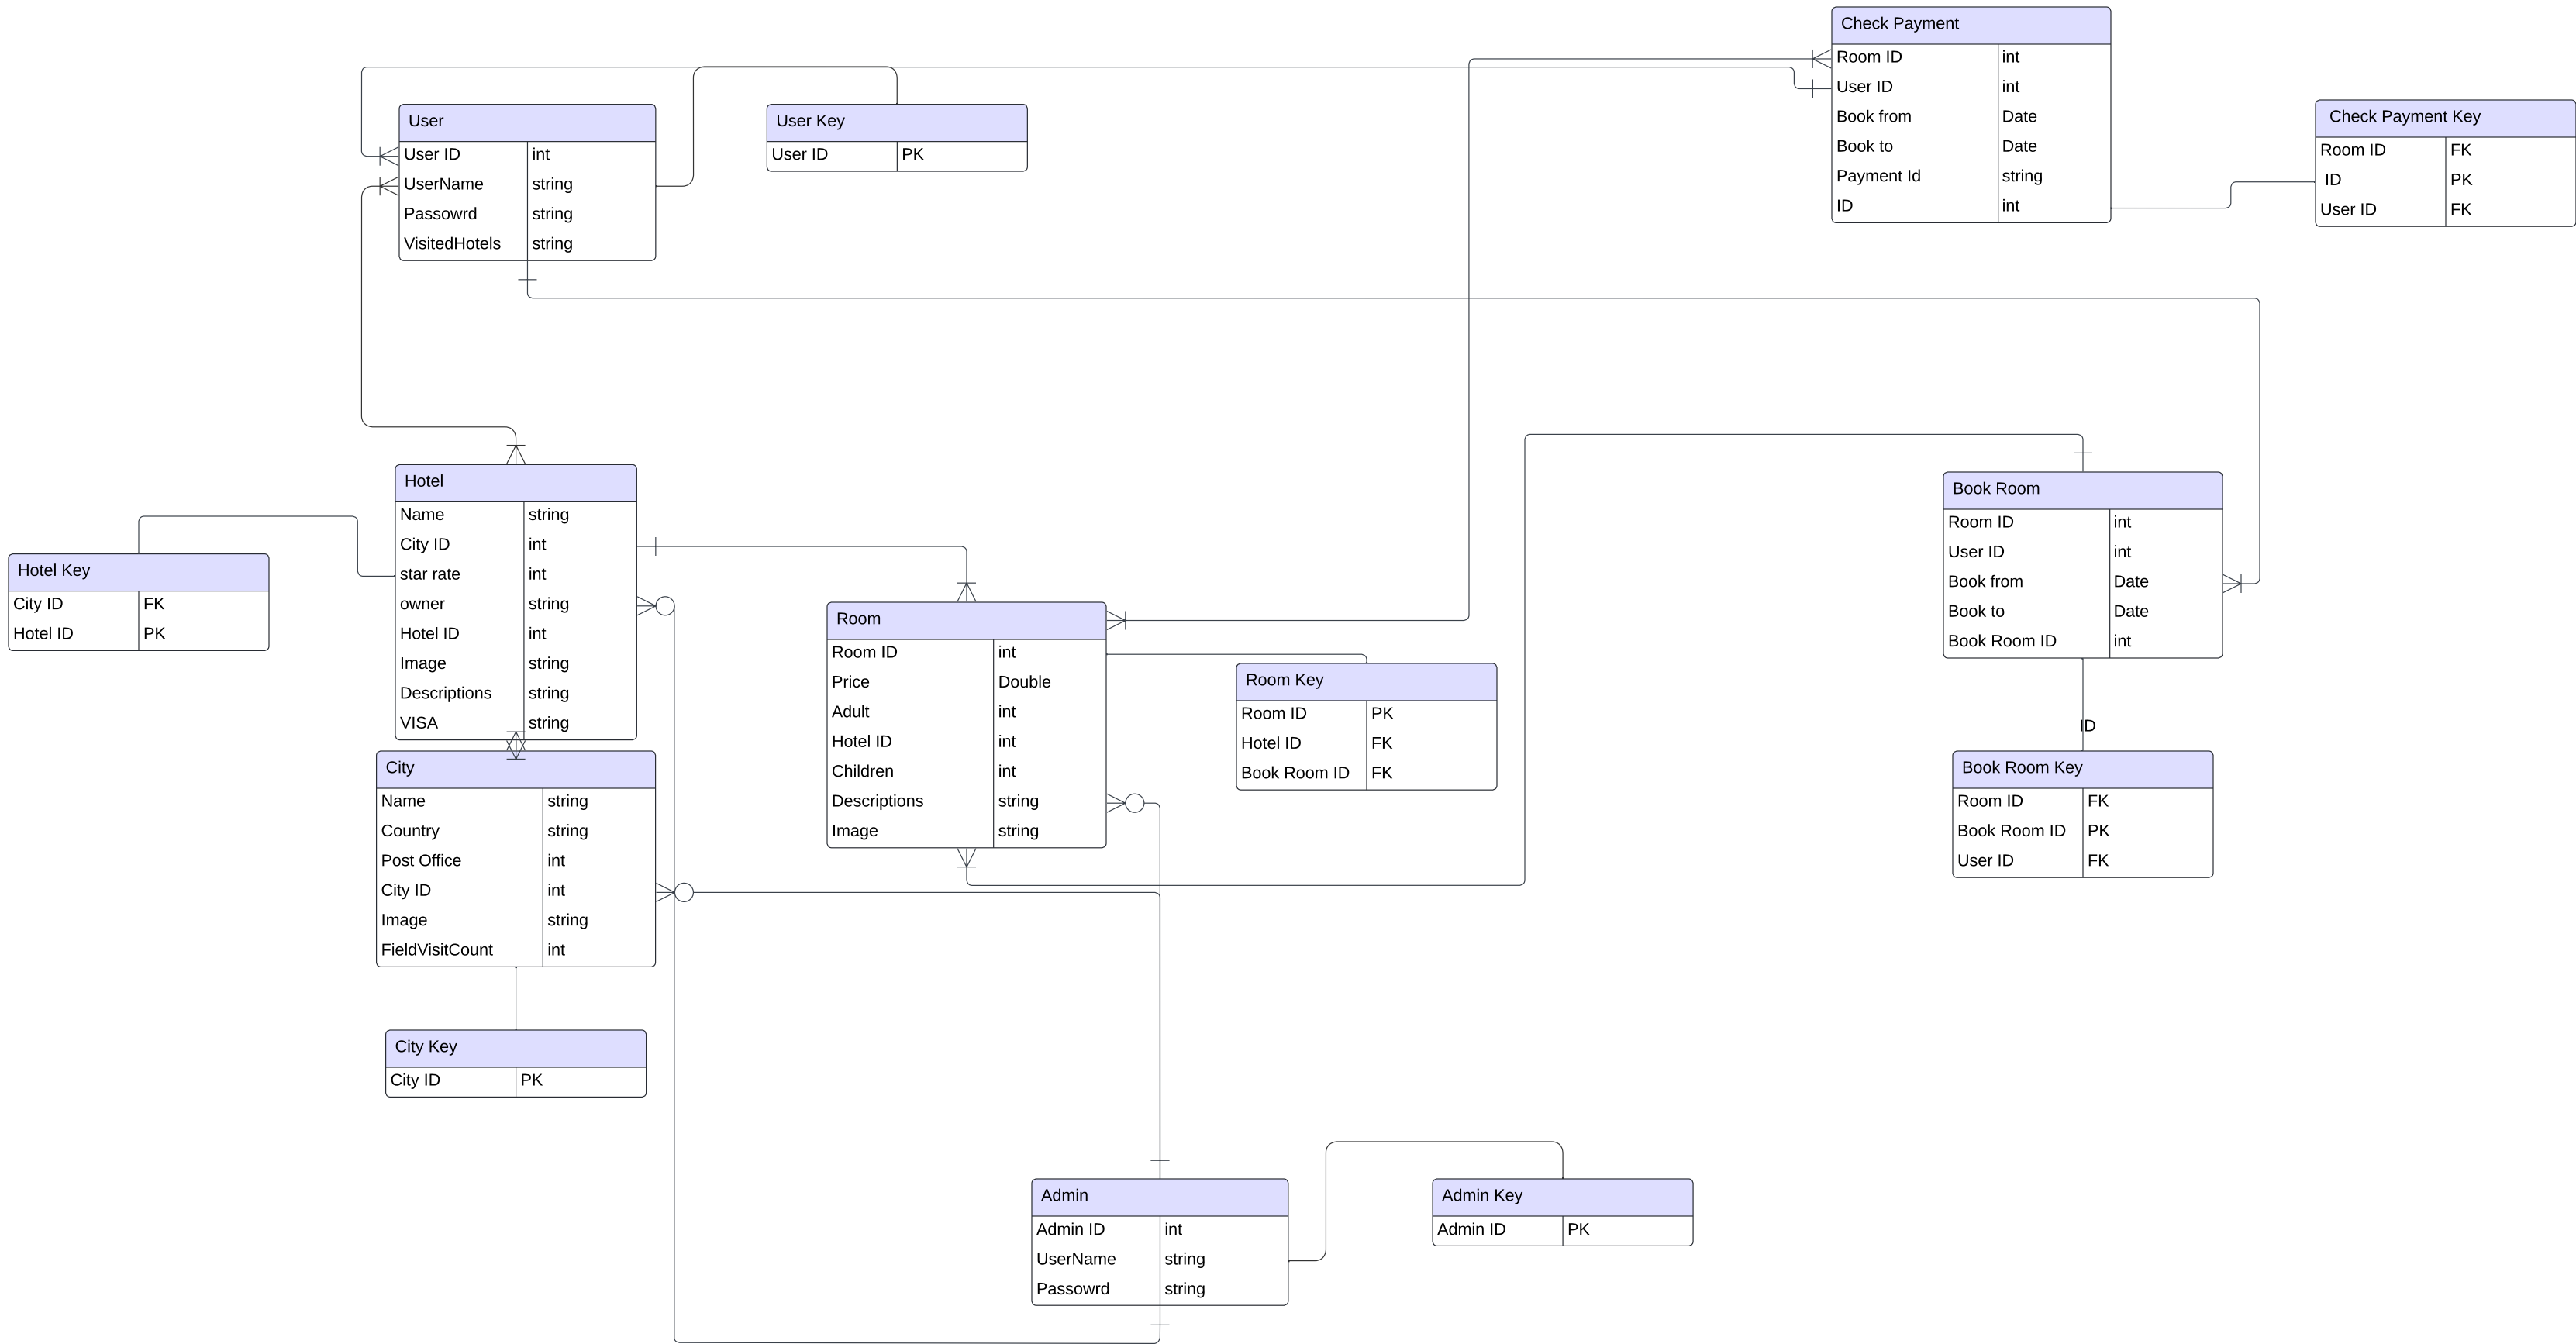 Check Payment
Room ID int
User ID int
Book from Date
Book to Date
Payment Id string
ID int
Check Payment Key
Room ID FK
ID PK
User ID FK
User
User ID int
UserName string
Passowrd string
VisitedHotels string
User Key
User ID PK
Hotel
Name string
City ID int
star rate int
owner string
Hotel ID int
Image string
Descriptions string
VISA string
Hotel Key
City ID FK
Hotel ID PK
Room
Room ID int
Price Double
Adult int
Hotel ID int
Children int
Descriptions string
Image string
Room Key
Room ID PK
Hotel ID FK
Book Room ID FK
Book Room
Room ID int
User ID int
Book from Date
Book to Date
Book Room ID int
ID
Book Room Key
Room ID FK
Book Room ID PK
User ID FK
City
Name string
Country string
Post Office int
City ID int
Image string
FieldVisitCount int
City Key
City ID PK
Admin
Admin ID int
UserName string
Passowrd string
Admin Key
Admin ID PK